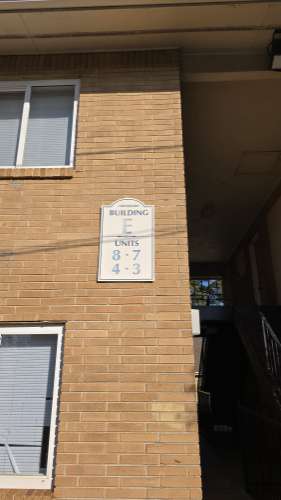 BUILDING
E
UNITS
8 · 7
4 · 3